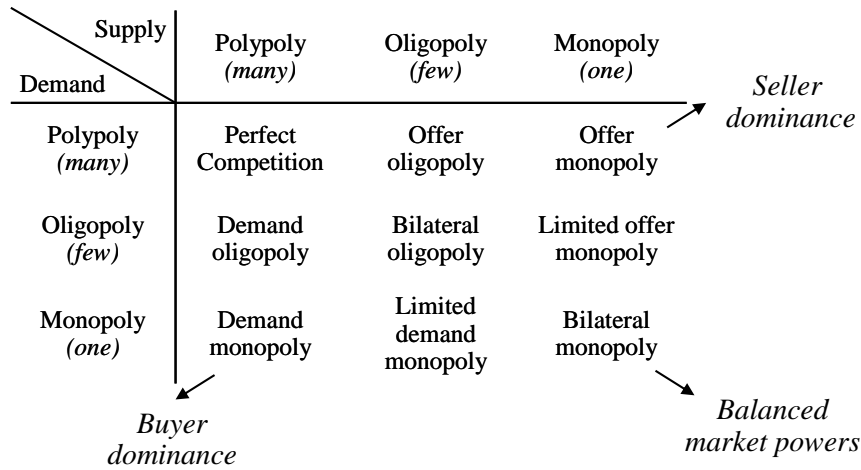 Supply
Demand
Polypoly
(many)
Oligopoly
(few)
Monopoly
(one)
Seller
dominance
Polypoly
(many)
Perfect
Competition
Offer
oligopoly
Offer
monopoly
Oligopoly
(few)
Demand
oligopoly
Bilateral
oligopoly
Limited offer
monopoly
Monopoly
(one)
Demand
monopoly
Limited
demand
monopoly
Bilateral
monopoly
Buyer
dominance
Balanced
market powers